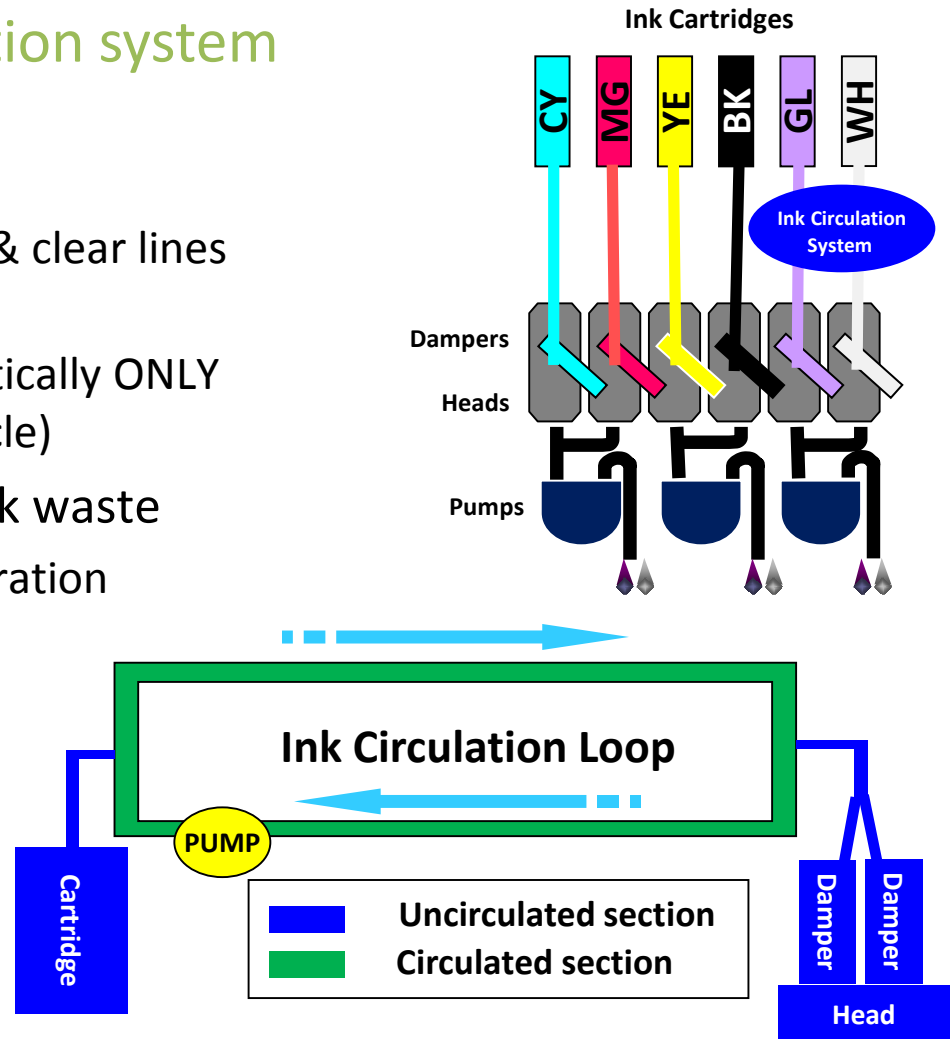 tion system
& clear lines
tically ONLY
cle)
k waste
ration
Ink Cartridges
CY
MG
YE
BK
GL
WH
Ink Circulation
System
Dampers
Heads
Pumps
Ink Circulation Loop
PUMP
Cartridge
Uncirculated section
Circulated section
Damper
Damper
Head